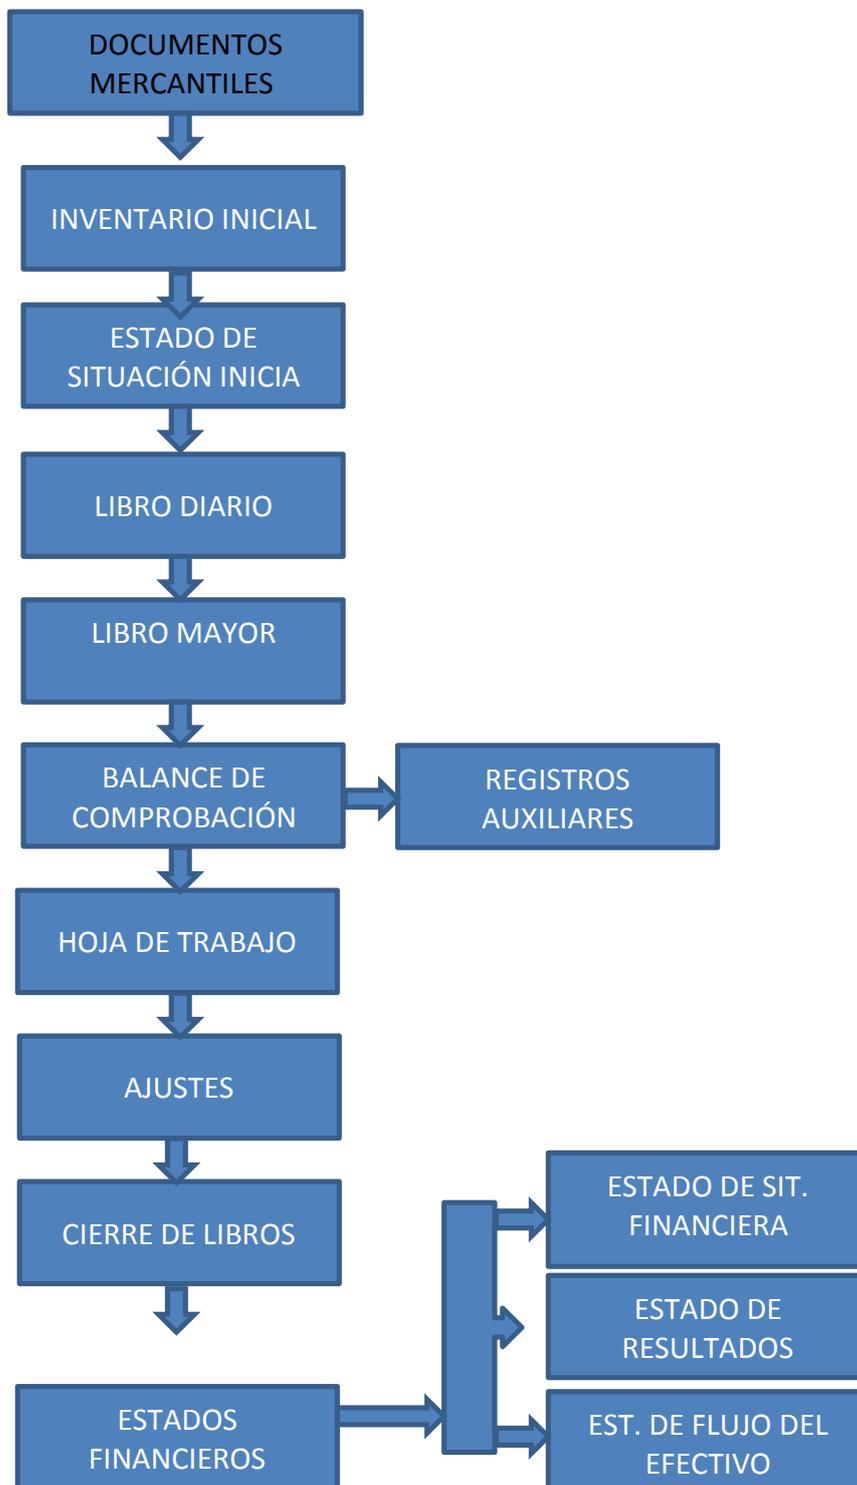 DOCUMENTOS
MERCANTILES
INVENTARIO INICIAL
ESTADO DE
SITUACIÓN INICIA
LIBRO DIARIO
LIBRO MAYOR
BALANCE DE
COMPROBACIÓN
REGISTROS
AUXILIARES
HOJA DE TRABAJO
AJUSTES
CIERRE DE LIBROS
ESTADOS
FINANCIEROS
ESTADO DE SIT.
FINANCIERA
ESTADO DE
RESULTADOS
EST. DE FLUJO DEL
EFECTIVO